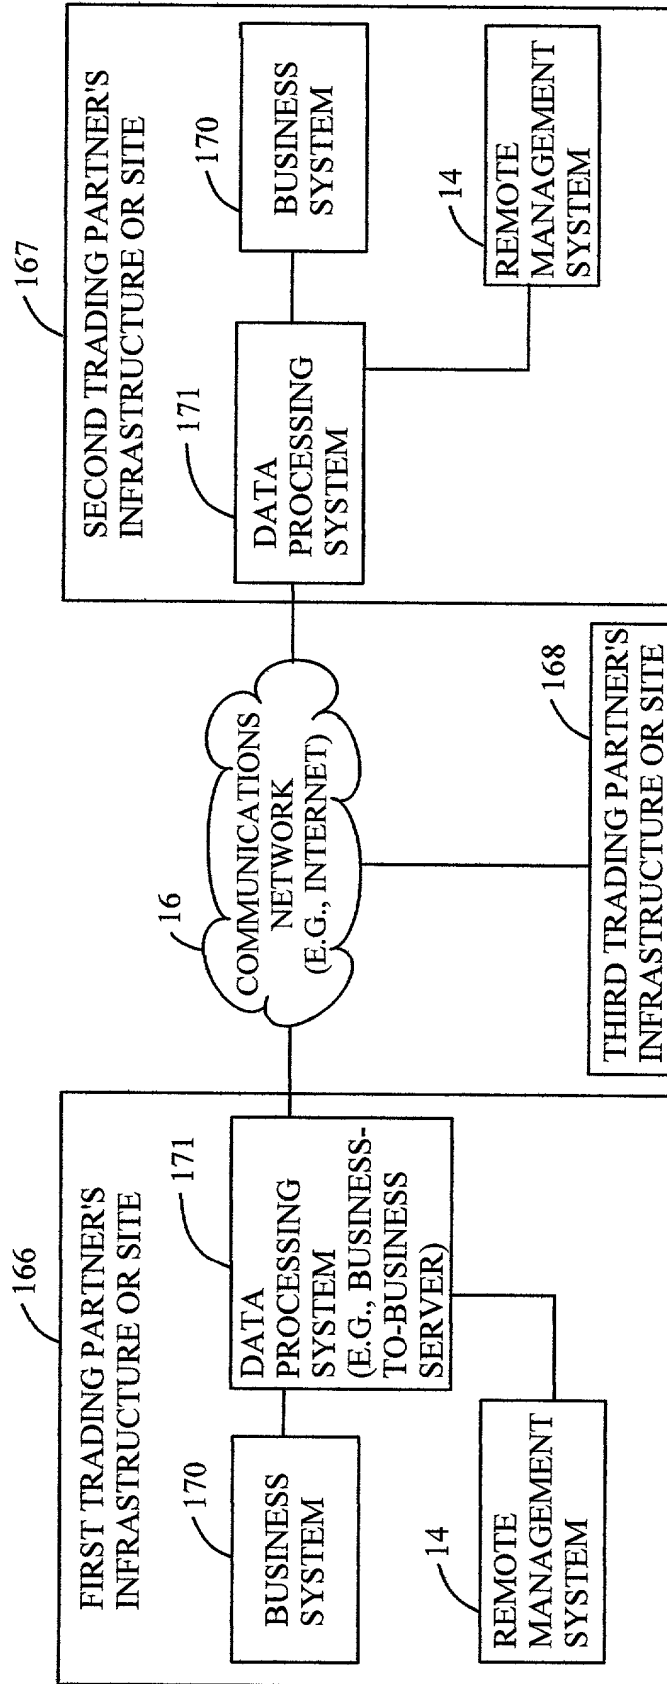 166
FIRST TRADING PARTNER'S
INFRASTRUCTURE OR SITE
170
BUSINESS
SYSTEM
171
DATA
PROCESSING
SYSTEM
(E.G., BUSINESS-
TO-BUSINESS
SERVER)
14
REMOTE
MANAGEMENT
SYSTEM
16
COMMUNICATIONS
NETWORK
(E.G., INTERNET)
168
THIRD TRADING PARTNER'S
INFRASTRUCTURE OR SITE
167
SECOND TRADING PARTNER'S
INFRASTRUCTURE OR SITE
171
DATA
PROCESSING
SYSTEM
170
BUSINESS
SYSTEM
14
REMOTE
MANAGEMENT
SYSTEM